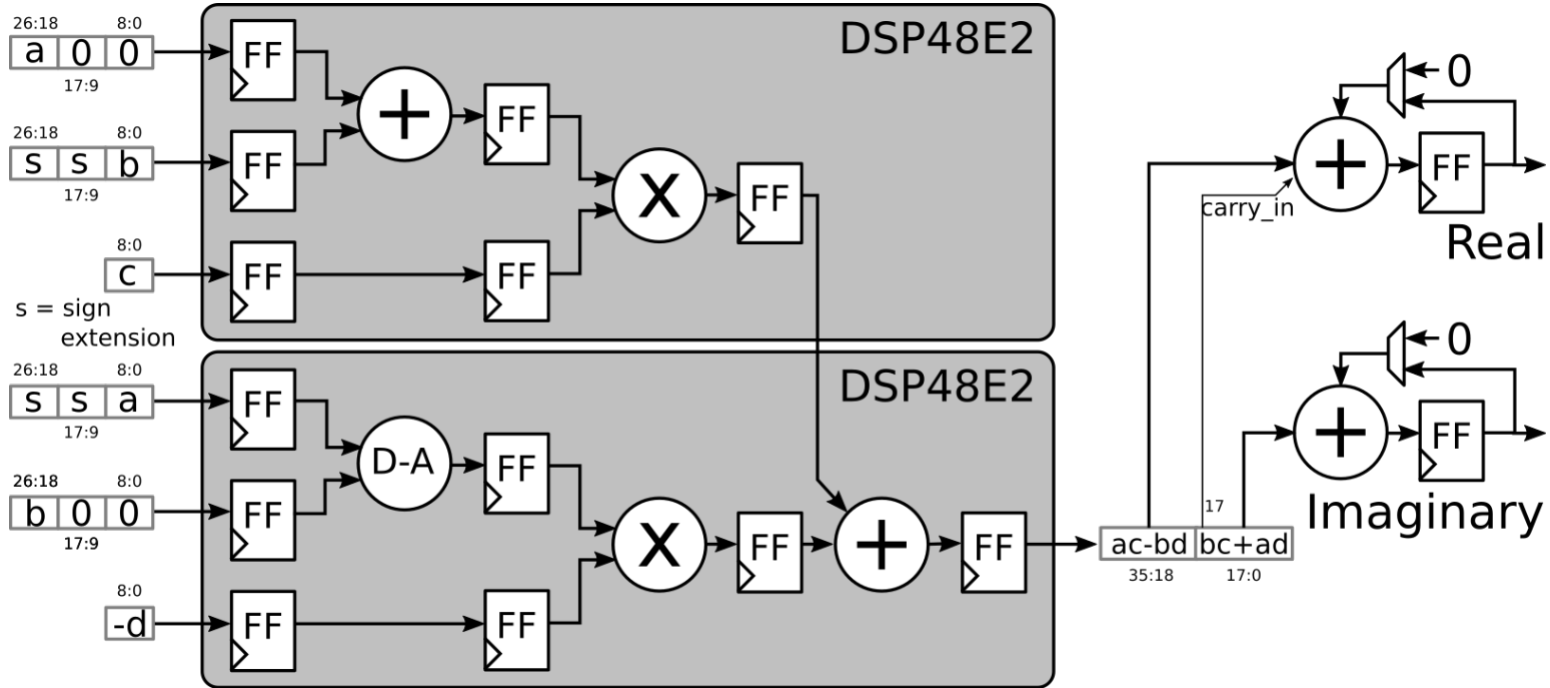 26:18 8:0
a 0 0
17:9
26:18 8:0
s s b
17:9
8:0
c
s = sign
extension
DSP48E2
FF
FF
FF
+
FF
FF
X
FF
26:18 8:0
s s a
17:9
26:18 8:0
b 0 0
17:9
8:0
-d
DSP48E2
FF
FF
FF
D-A
FF
FF
X
FF
+
FF
ac-bd bc+ad
35:18 17:0
17
carry_in
0
+
FF
Real
0
+
FF
Imaginary